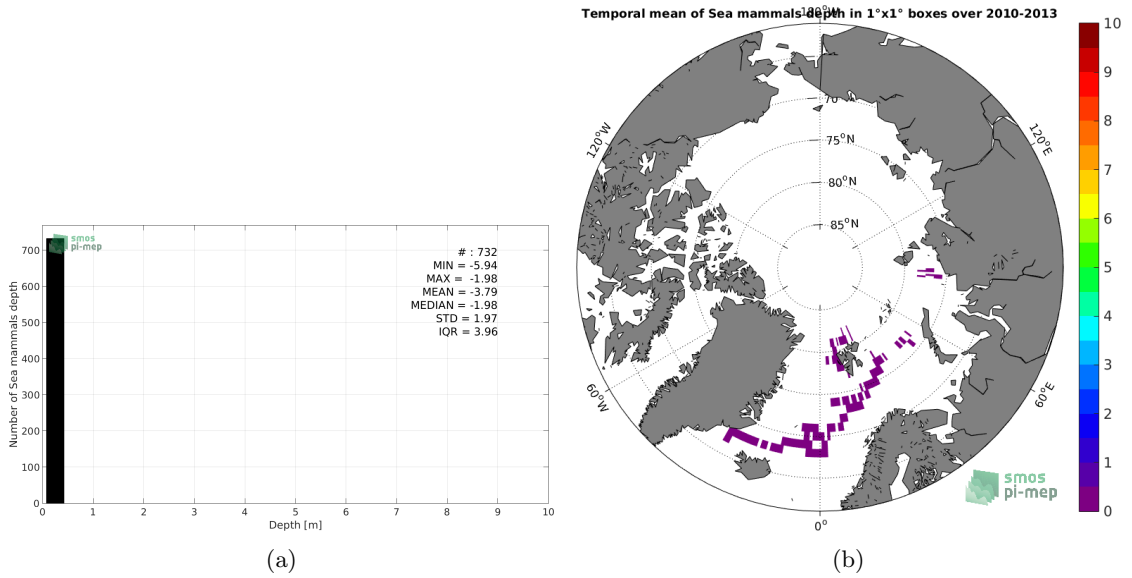 smos
pi-mep
# : 732
MIN = -5.94
MAX = -1.98
MEAN = -3.79
MEDIAN = -1.98
STD = 1.97
IQR = 3.96
Number of Sea mammals depth
700
600
500
400
300
200
100
0
0 1 2 3 4 5 6 7 8 9 10
Depth [m]
(a)
Temporal mean of Sea mammals depth in 1°x1° boxes over 2010-2013
180°W
120°W
120°E
70°N
75°N
80°N
85°N
60°W
60°E
0°
smos
pi-mep
10
9
8
7
6
5
4
3
2
1
0
(b)